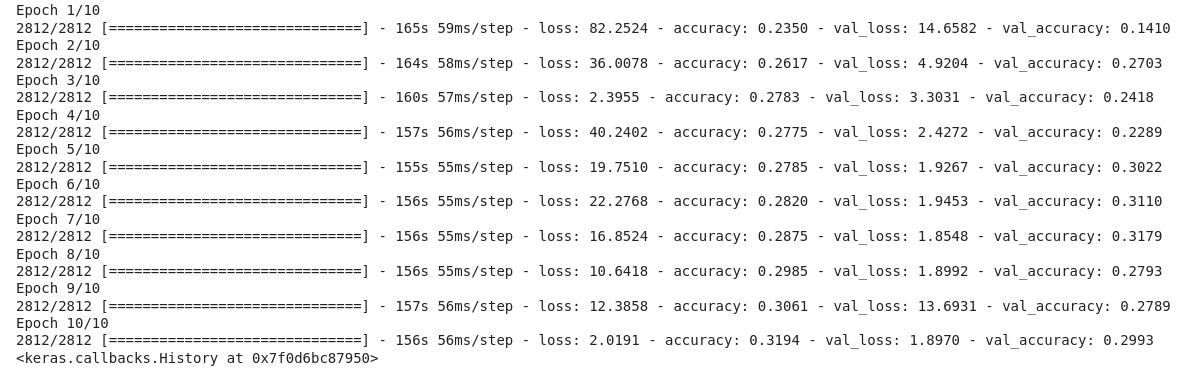 Epoch 1/10
2812/2812 [==============================] - 165s 59ms/step - loss: 82.2524 - accuracy: 0.2350 - val_loss: 14.6582 - val_accuracy: 0.1410
Epoch 2/10
2812/2812 [==============================] - 164s 58ms/step - loss: 36.0078 - accuracy: 0.2617 - val_loss: 4.9204 - val_accuracy: 0.2703
Epoch 3/10
2812/2812 [==============================] - 160s 57ms/step - loss: 2.3955 - accuracy: 0.2783 - val_loss: 3.3031 - val_accuracy: 0.2418
Epoch 4/10
2812/2812 [==============================] - 157s 56ms/step - loss: 40.2402 - accuracy: 0.2775 - val_loss: 2.4272 - val_accuracy: 0.2289
Epoch 5/10
2812/2812 [==============================] - 155s 55ms/step - loss: 19.7510 - accuracy: 0.2785 - val_loss: 1.9267 - val_accuracy: 0.3022
Epoch 6/10
2812/2812 [==============================] - 156s 55ms/step - loss: 22.2768 - accuracy: 0.2820 - val_loss: 1.9453 - val_accuracy: 0.3110
Epoch 7/10
2812/2812 [==============================] - 156s 55ms/step - loss: 16.8524 - accuracy: 0.2875 - val_loss: 1.8548 - val_accuracy: 0.3179
Epoch 8/10
2812/2812 [==============================] - 156s 55ms/step - loss: 10.6418 - accuracy: 0.2985 - val_loss: 1.8992 - val_accuracy: 0.2793
Epoch 9/10
2812/2812 [==============================] - 157s 56ms/step - loss: 12.3858 - accuracy: 0.3061 - val_loss: 13.6931 - val_accuracy: 0.2789
Epoch 10/10
2812/2812 [==============================] - 156s 56ms/step - loss: 2.0191 - accuracy: 0.3194 - val_loss: 1.8970 - val_accuracy: 0.2993
<keras.callbacks.History at 0x7f0d6bc87950>